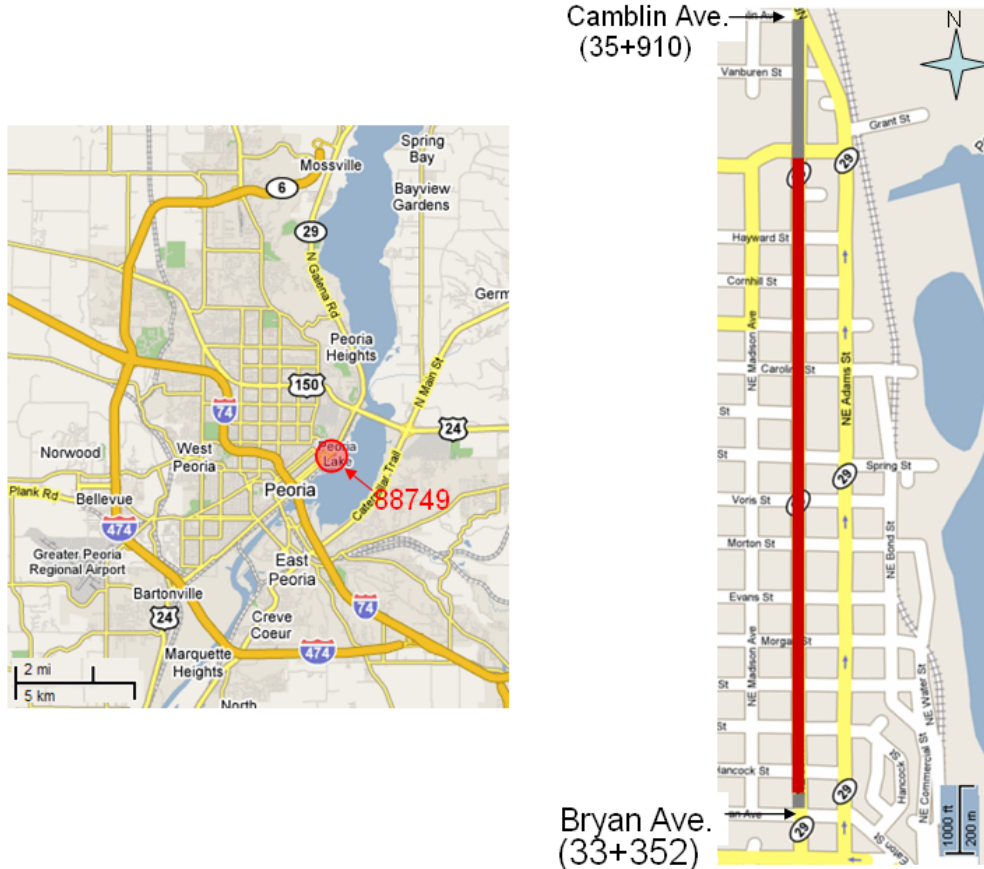 Camblin Ave.
(35+910)
N
Vanburen St
Grant St
29
Hayward St
Cornhill St
NE Madison Ave
NE Adams St
St
Spring St
29
Voris St
Morton St
NE Bond St
Evans St
NE Madison Ave
St
NE Water St
St
Hancock St
NE Commercial St
29
Bryan Ave.
(33+352)
29
Eaton St
1000 ft
200 m
Mossville
Spring
Bay
6
Bayview
Gardens
29
N Galena Rd
Germ
Peoria
Heights
150
N Main St
74
24
West
Peoria
Norwood
Peoria
Lake
Plank Rd
Bellevue
Peoria
88749
Caterpillar Trail
474
Greater Peoria
Regional Airport
East
Peoria
Bartonville
24
Creve
Coeur
74
Marquette
Heights
474
2 mi
5 km
North